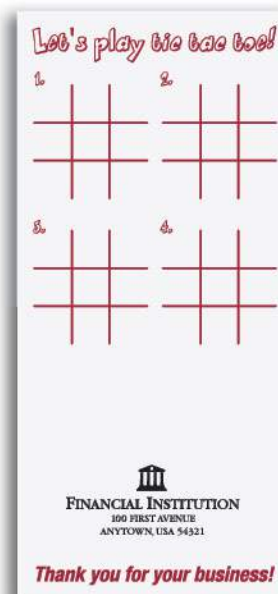 Let's play tic tac toe!
1. 2.
3. 4.
FINANCIAL INSTITUTION
100 FIRST AVENUE
ANYTOWN, USA 54321
Thank you for your business!